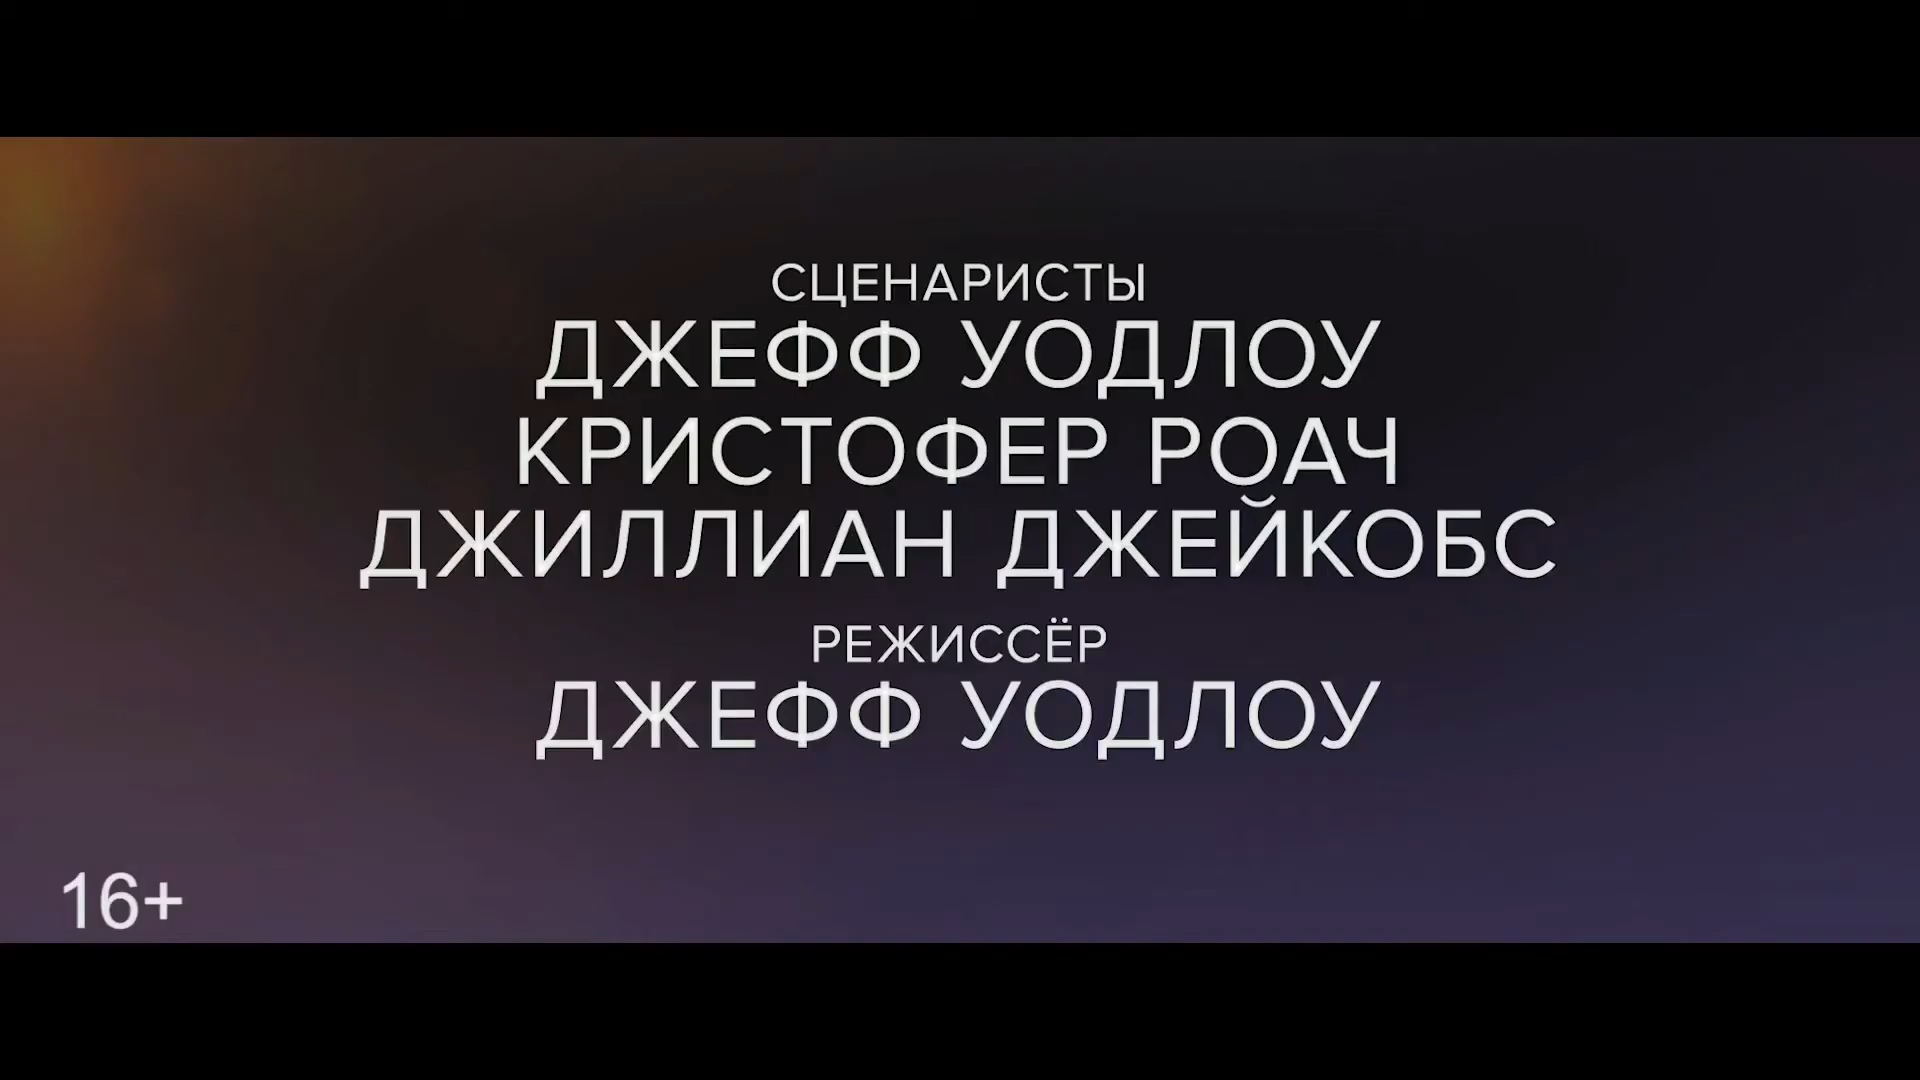 СЦЕНАРИСТЫ
ДЖЕФФ УОДЛОУ
КРИСТОФЕР РОАЧ
ДЖИЛЛИАН ДЖЕЙКОБС
РЕЖИССЁР
ДЖЕФФ УОДЛОУ
16+